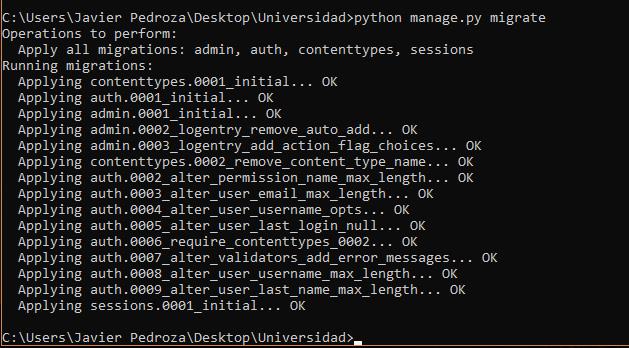 C:\Users\Javier Pedroza\Desktop\Universidad>python manage.py migrate
Operations to perform:
  Apply all migrations: admin, auth, contenttypes, sessions
Running migrations:
  Applying contenttypes.0001_initial... OK
  Applying auth.0001_initial... OK
  Applying admin.0001_initial... OK
  Applying admin.0002_logentry_remove_auto_add... OK
  Applying admin.0003_logentry_add_action_flag_choices... OK
  Applying contenttypes.0002_remove_content_type_name... OK
  Applying auth.0002_alter_permission_name_max_length... OK
  Applying auth.0003_alter_user_email_max_length... OK
  Applying auth.0004_alter_user_username_opts... OK
  Applying auth.0005_alter_user_last_login_null... OK
  Applying auth.0006_require_contenttypes_0002... OK
  Applying auth.0007_alter_validators_add_error_messages... OK
  Applying auth.0008_alter_user_username_max_length... OK
  Applying auth.0009_alter_user_last_name_max_length... OK
  Applying sessions.0001_initial... OK
C:\Users\Javier Pedroza\Desktop\Universidad>